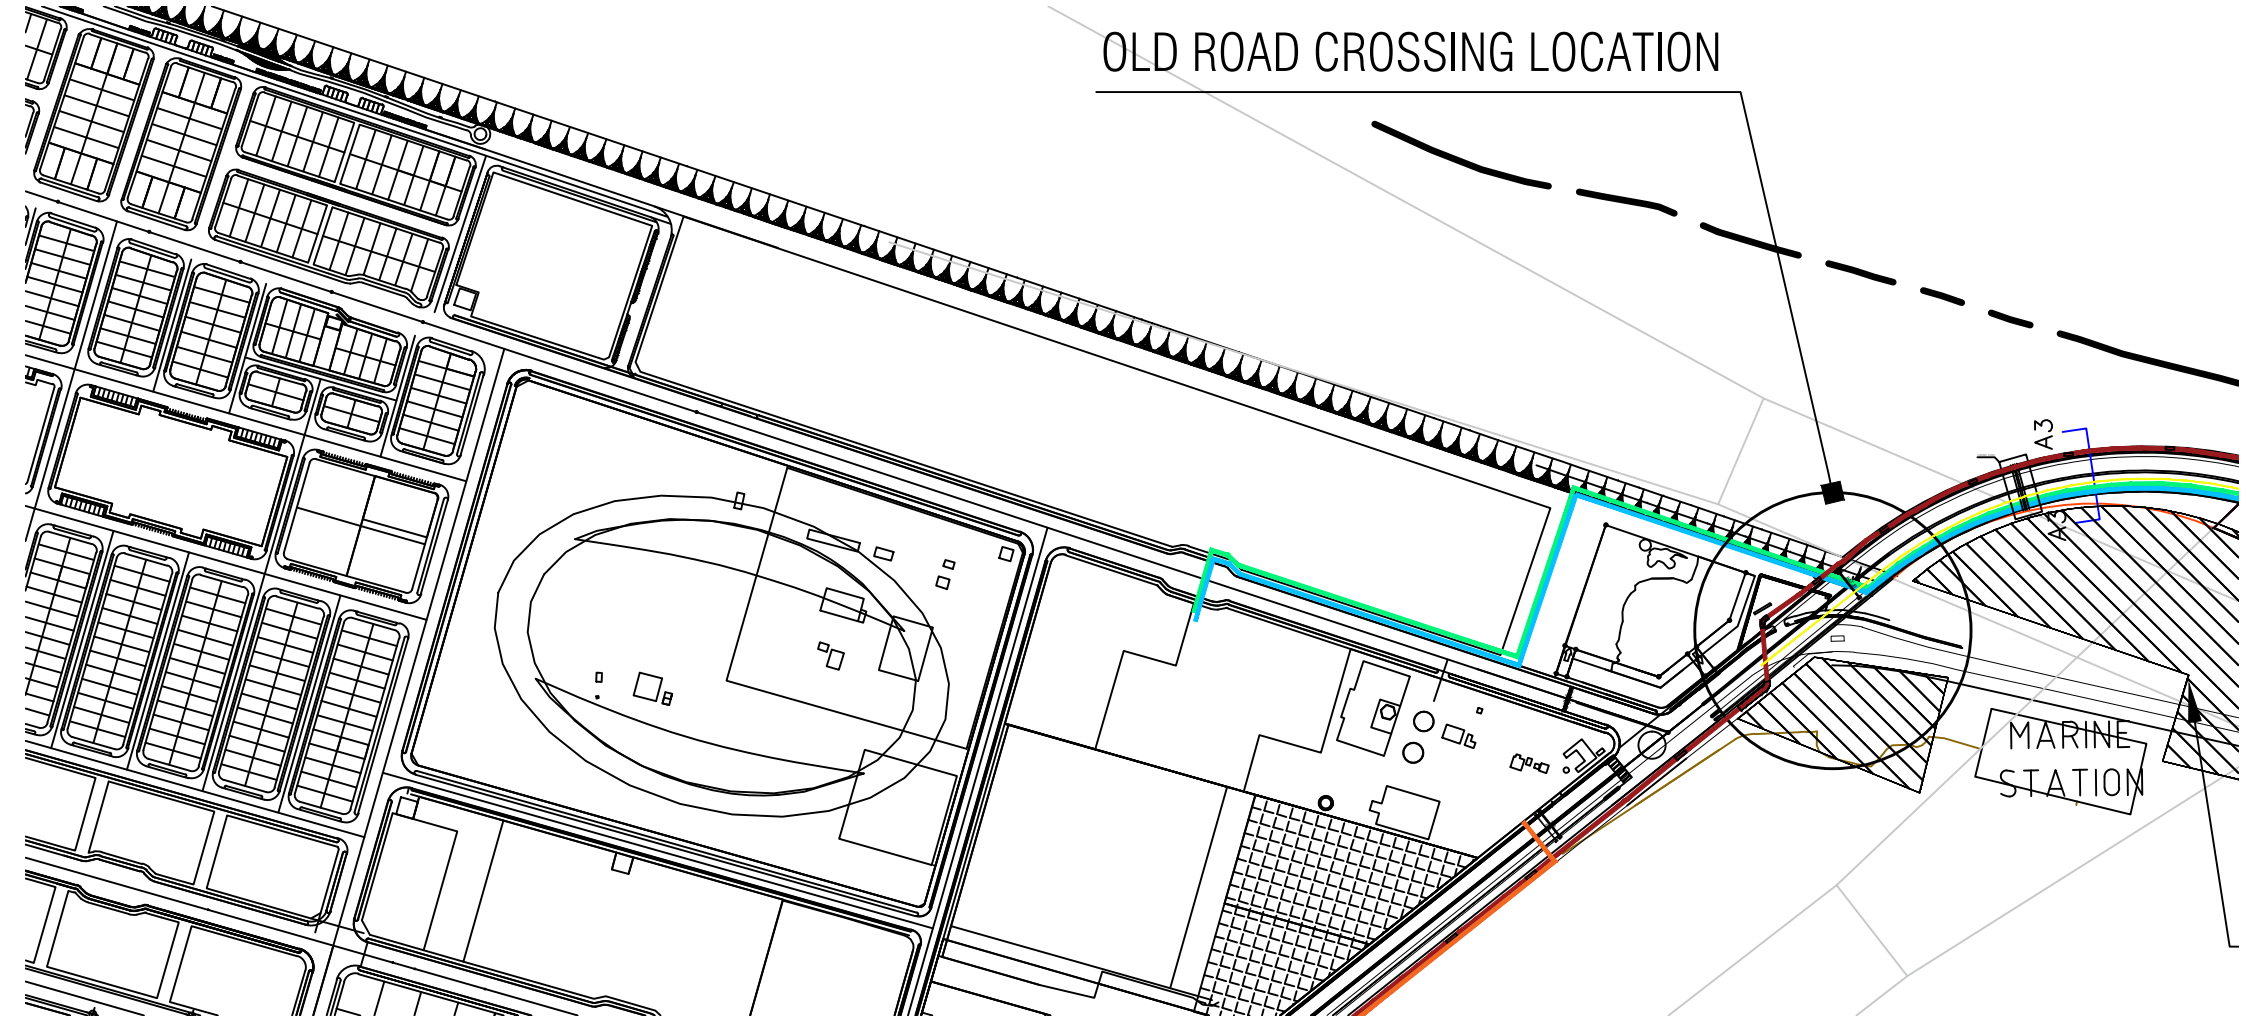 OLD ROAD CROSSING LOCATION
A3
A3
MARINE
STATION